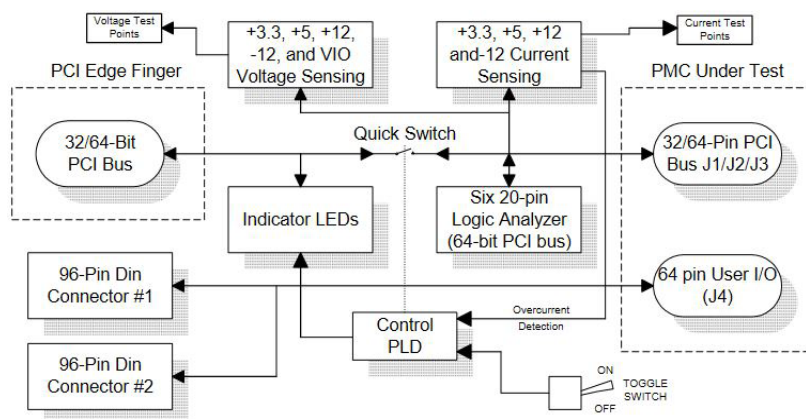 Voltage Test
Points
+3.3, +5, +12,
-12, and VIO
Voltage Sensing
+3.3, +5, +12
and-12 Current
Sensing
Current Test
Points
PCI Edge Finger
PMC Under Test
32/64-Bit
PCI Bus
Quick Switch
32/64-Pin PCI
Bus J1/J2/J3
Indicator LEDs
Six 20-pin
Logic Analyzer
(64-bit PCI bus)
96-Pin Din
Connector #1
64 pin User I/O
(J4)
Overcurrent
Detection
Control
PLD
96-Pin Din
Connector #2
ON
TOGGLE
SWITCH
OFF